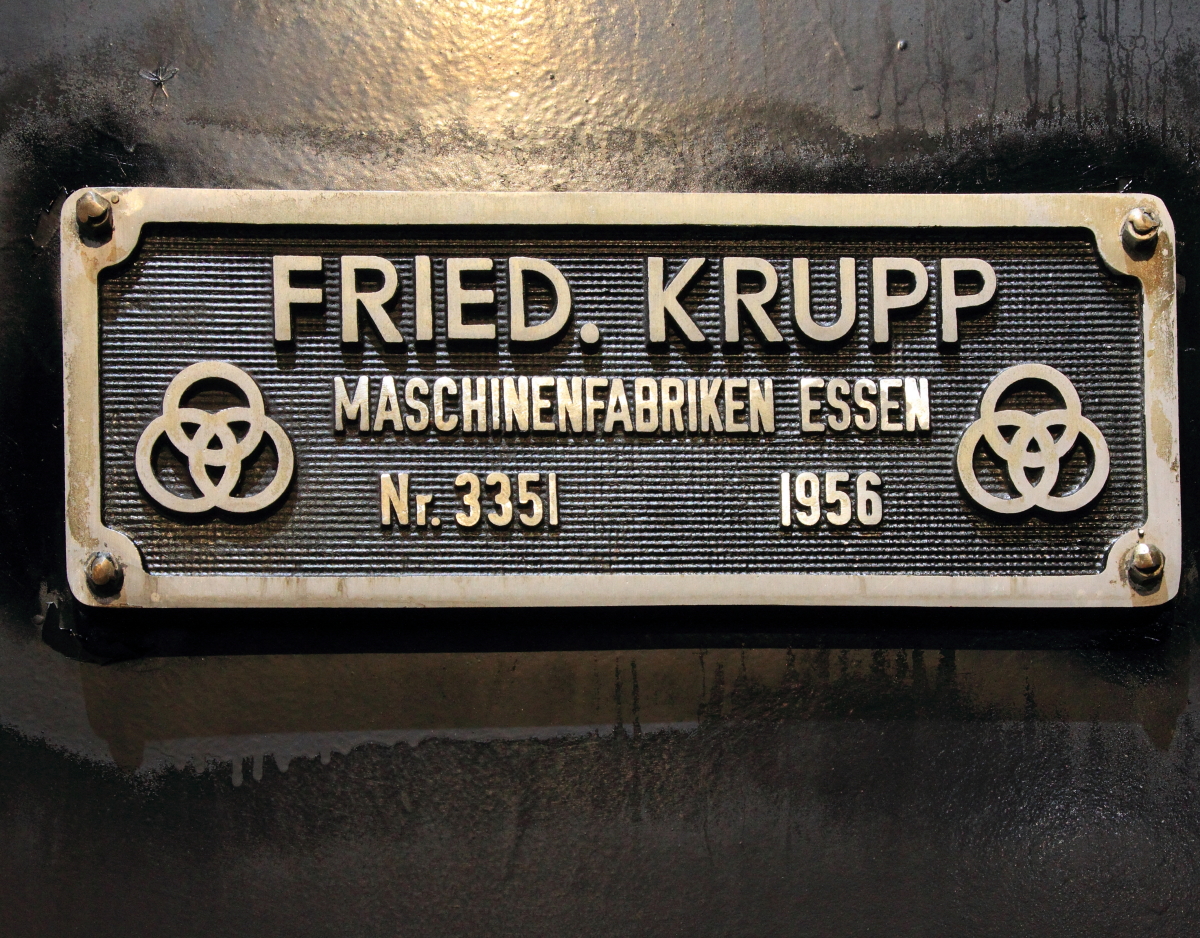 FRIED. KRUPP
MASCHINENFABRIKEN ESSEN
Nr. 3351 1956